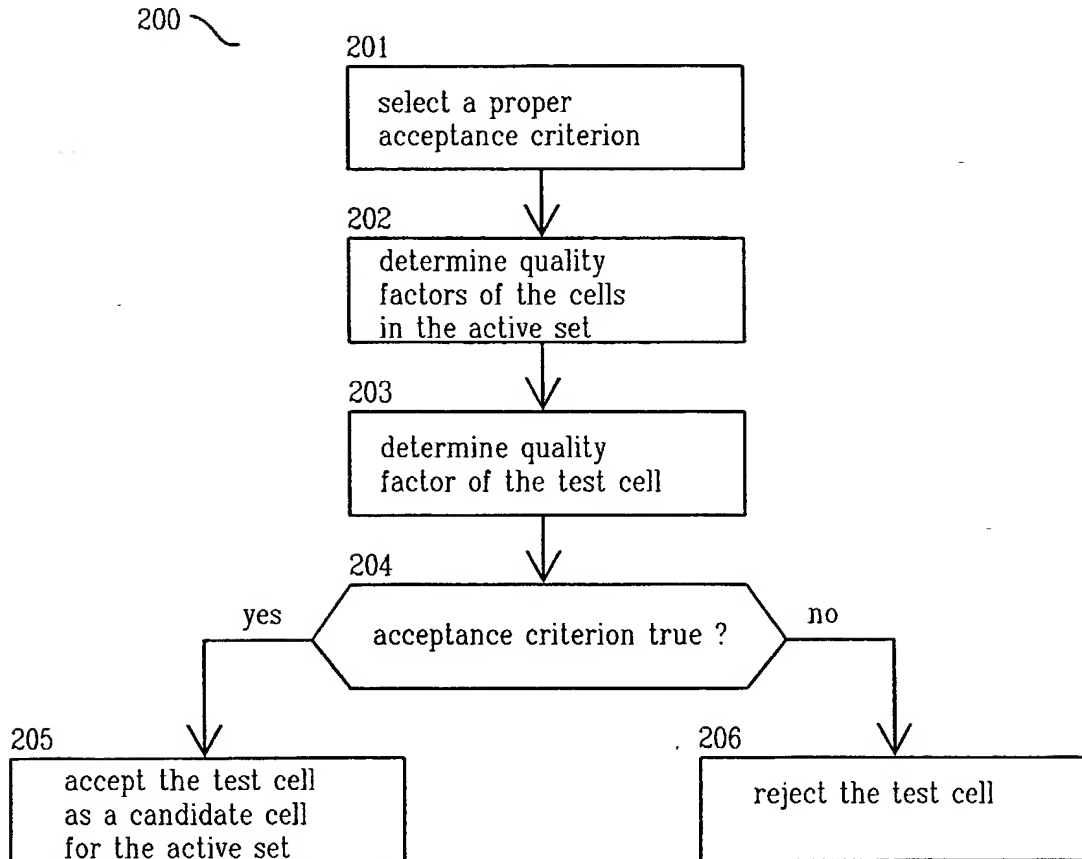 200
201
select a proper
acceptance criterion
202
determine quality
factors of the cells
in the active set
203
determine quality
factor of the test cell
204
yes
acceptance criterion true ?
no
205
accept the test cell
as a candidate cell
for the active set
206
reject the test cell